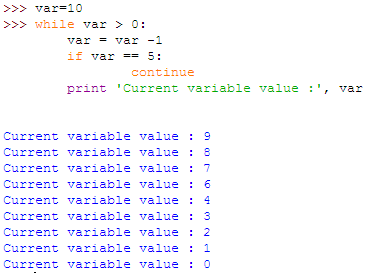 >>> var=10
>>> while var > 0:
        var = var -1
        if var == 5:
                continue
        print 'Current variable value :', var
Current variable value : 9
Current variable value : 8
Current variable value : 7
Current variable value : 6
Current variable value : 4
Current variable value : 3
Current variable value : 2
Current variable value : 1
Current variable value : 0